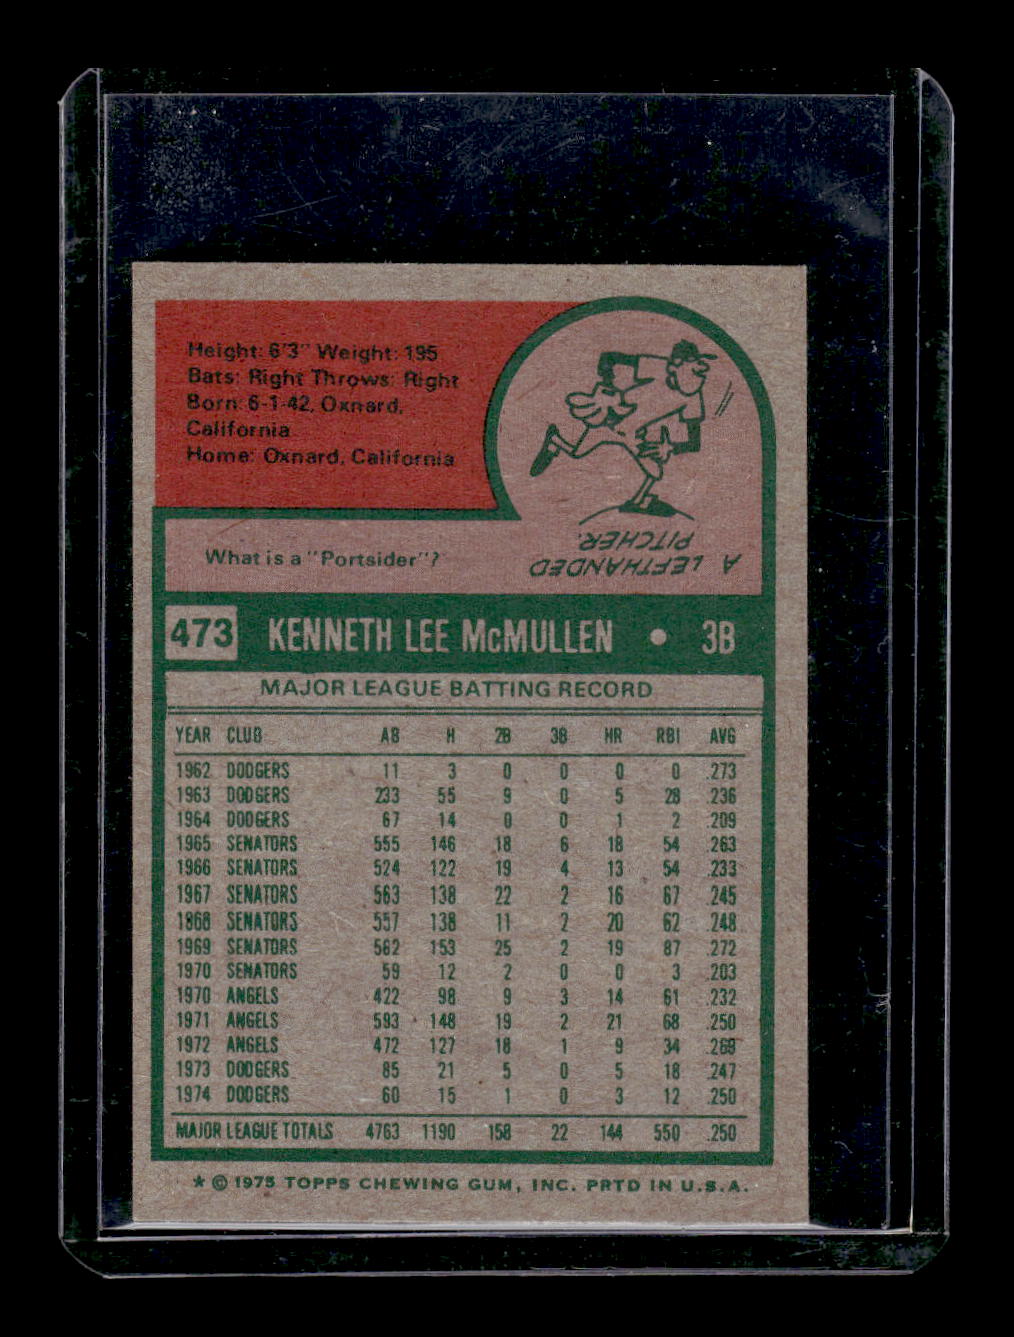 Height: 6'3" Weight: 195
Bats: Right Throws: Right
Born: 6-1-42, Oxnard,
California
Home: Oxnard, California
What is a "Portsider"?
A LEFTHANDED
PITCHER.
473 KENNETH LEE McMULLEN • 3B
MAJOR LEAGUE BATTING RECORD
YEAR CLUB AB H 2B 3B HR RBI AVG
1962 DODGERS 11 3 0 0 0 0 .273
1963 DODGERS 233 55 9 0 5 28 .236
1964 DODGERS 67 14 0 0 1 2 .209
1965 SENATORS 555 146 18 6 18 54 .263
1966 SENATORS 524 122 19 4 13 54 .233
1967 SENATORS 563 138 22 2 16 67 .245
1968 SENATORS 557 138 11 2 20 62 .248
1969 SENATORS 562 153 25 2 19 87 .272
1970 SENATORS 59 12 2 0 0 3 .203
1970 ANGELS 422 98 9 3 14 61 .232
1971 ANGELS 593 148 19 2 21 68 .250
1972 ANGELS 472 127 18 1 9 34 .269
1973 DODGERS 85 21 5 0 5 18 .247
1974 DODGERS 60 15 1 0 3 12 .250
MAJOR LEAGUE TOTALS 4763 1190 158 22 144 550 .250
★ © 1975 TOPPS CHEWING GUM, INC. PRTD IN U.S.A.